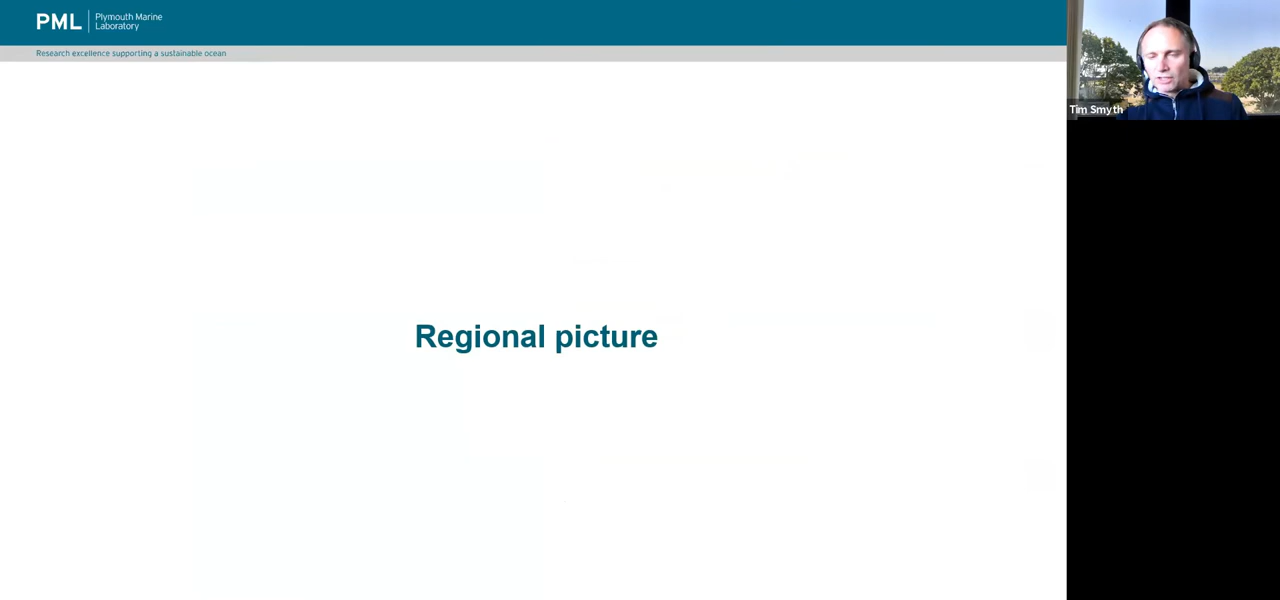 PML
Plymouth Marine
Laboratory
Research excellence supporting a sustainable ocean
Tim Smyth
Regional picture